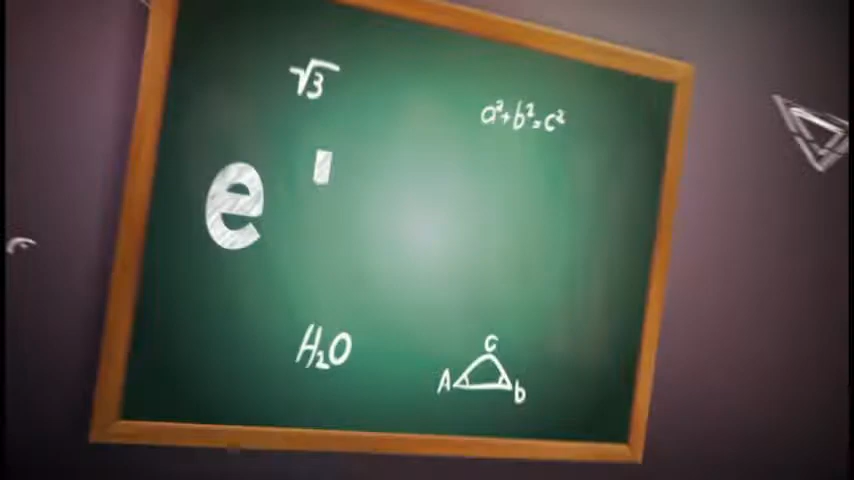 √3
a²+b²=c²
e
H₂O
C
A b